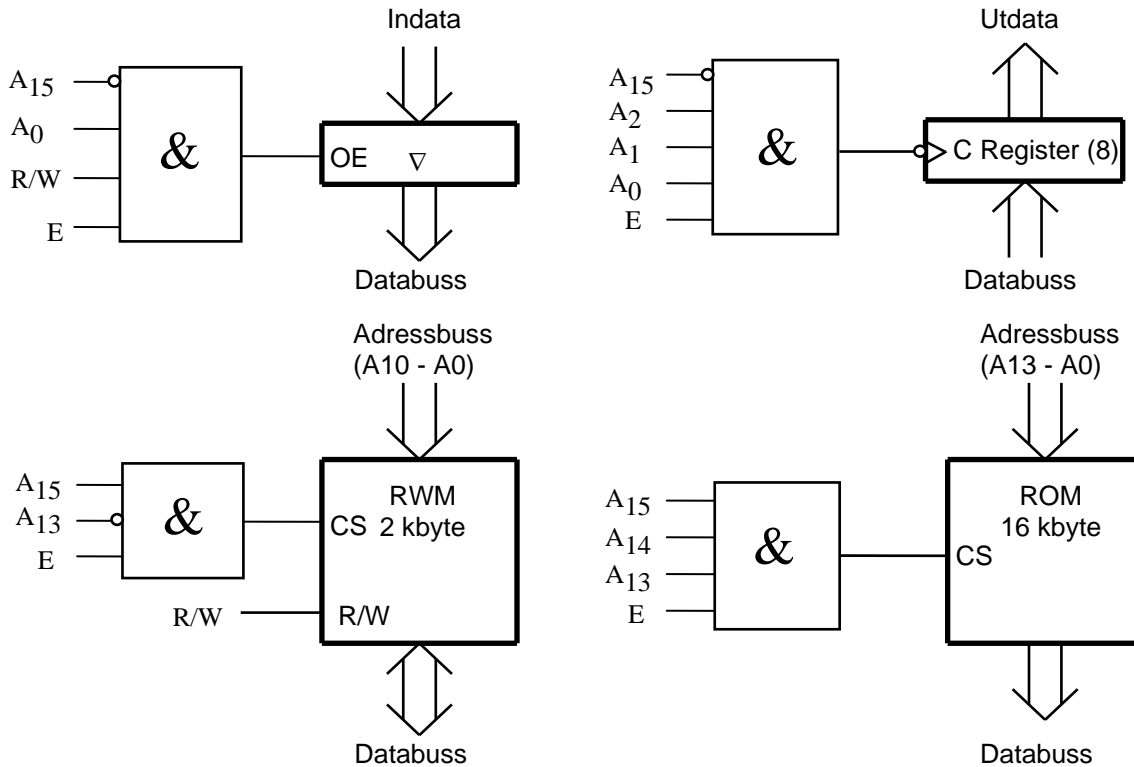 Indata
A15
A0
R/W
E
&
OE ∇
Databuss
Utdata
A15
A2
A1
A0
E
&
C Register (8)
Databuss
Adressbuss
(A10 - A0)
A15
A13
E
&
RWM
CS 2 kbyte
R/W R/W
Databuss
Adressbuss
(A13 - A0)
A15
A14
A13
E
&
ROM
16 kbyte
CS
Databuss